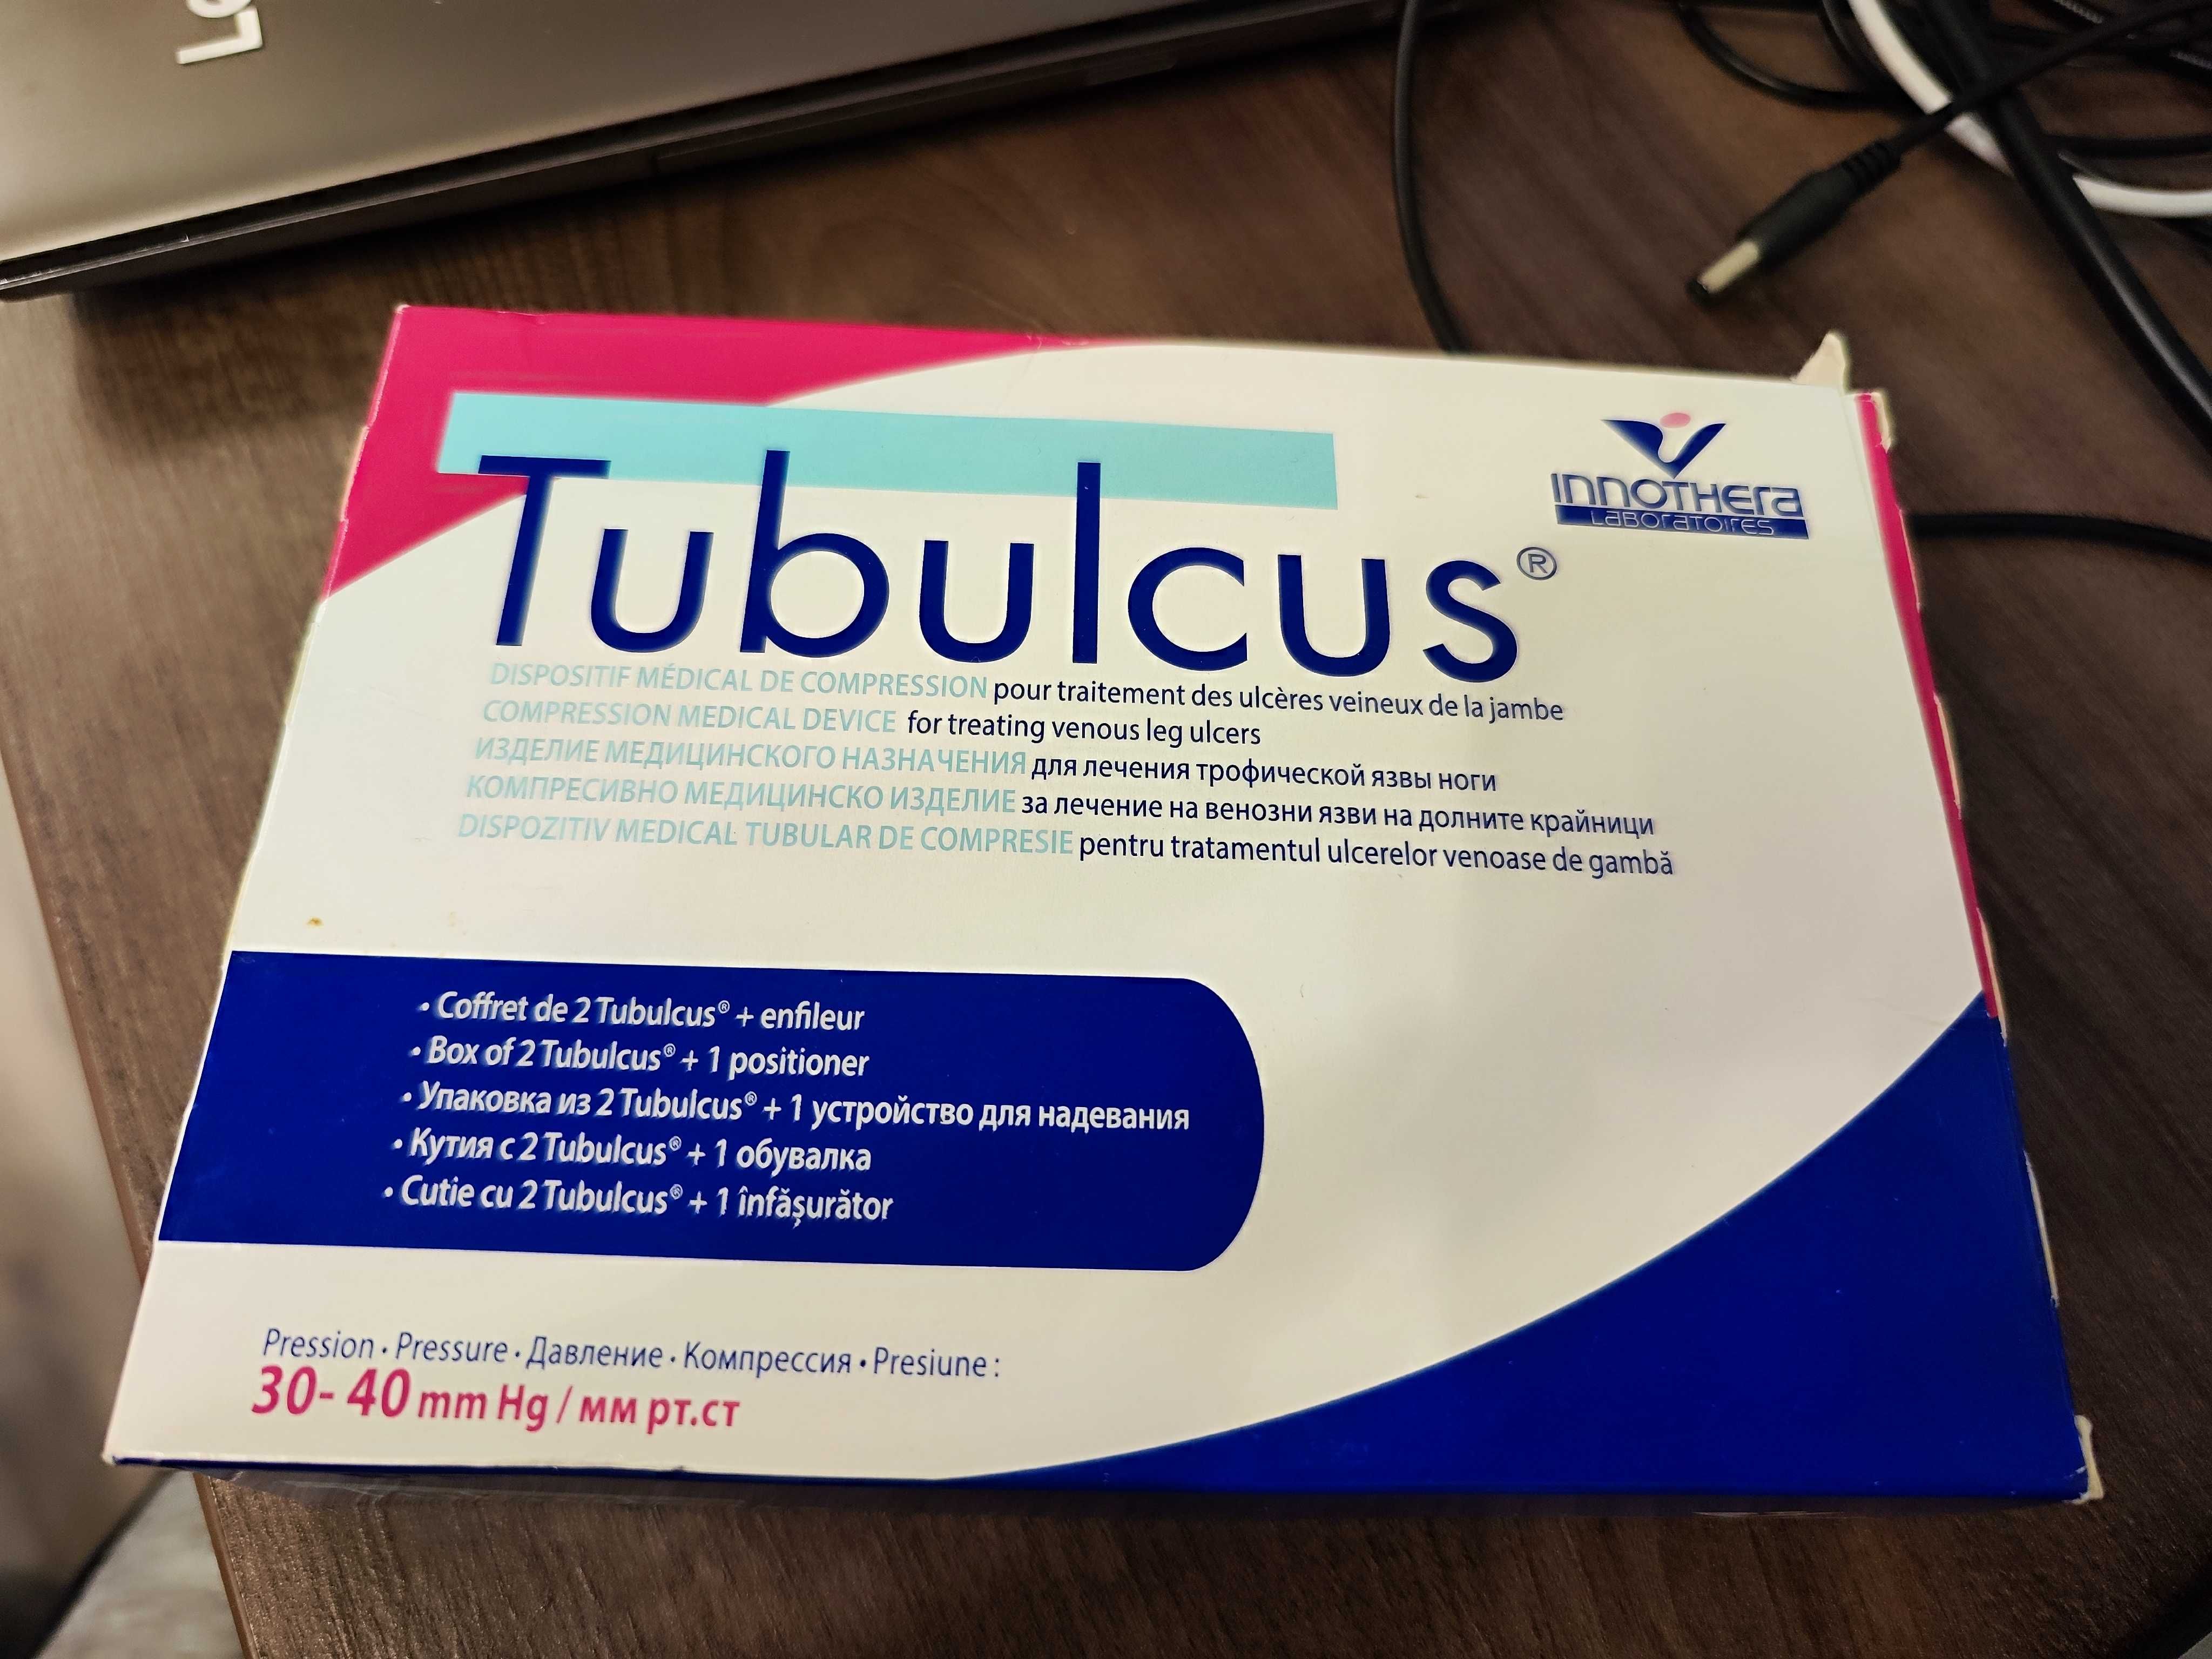 INNOTHERA
LABORATOIRES
Tubulcus®
DISPOSITIF MÉDICAL DE COMPRESSION pour traitement des ulcères veineux de la jambe
COMPRESSION MEDICAL DEVICE for treating venous leg ulcers
ИЗДЕЛИЕ МЕДИЦИНСКОГО НАЗНАЧЕНИЯ для лечения трофической язвы ноги
КОМПРЕСИВНО МЕДИЦИНСКО ИЗДЕЛИЕ за лечение на венозни язви на долните крайници
DISPOZITIV MEDICAL TUBULAR DE COMPRESIE pentru tratamentul ulcerelor venoase de gambă
• Coffret de 2 Tubulcus® + enfileur
• Box of 2 Tubulcus® + 1 positioner
• Упаковка из 2 Tubulcus® + 1 устройство для надевания
• Кутия с 2 Tubulcus® + 1 обувалка
• Cutie cu 2 Tubulcus® + 1 înfășurător
Pression • Pressure • Давление • Компрессия • Presiune :
30- 40 mm Hg / мм рт.ст